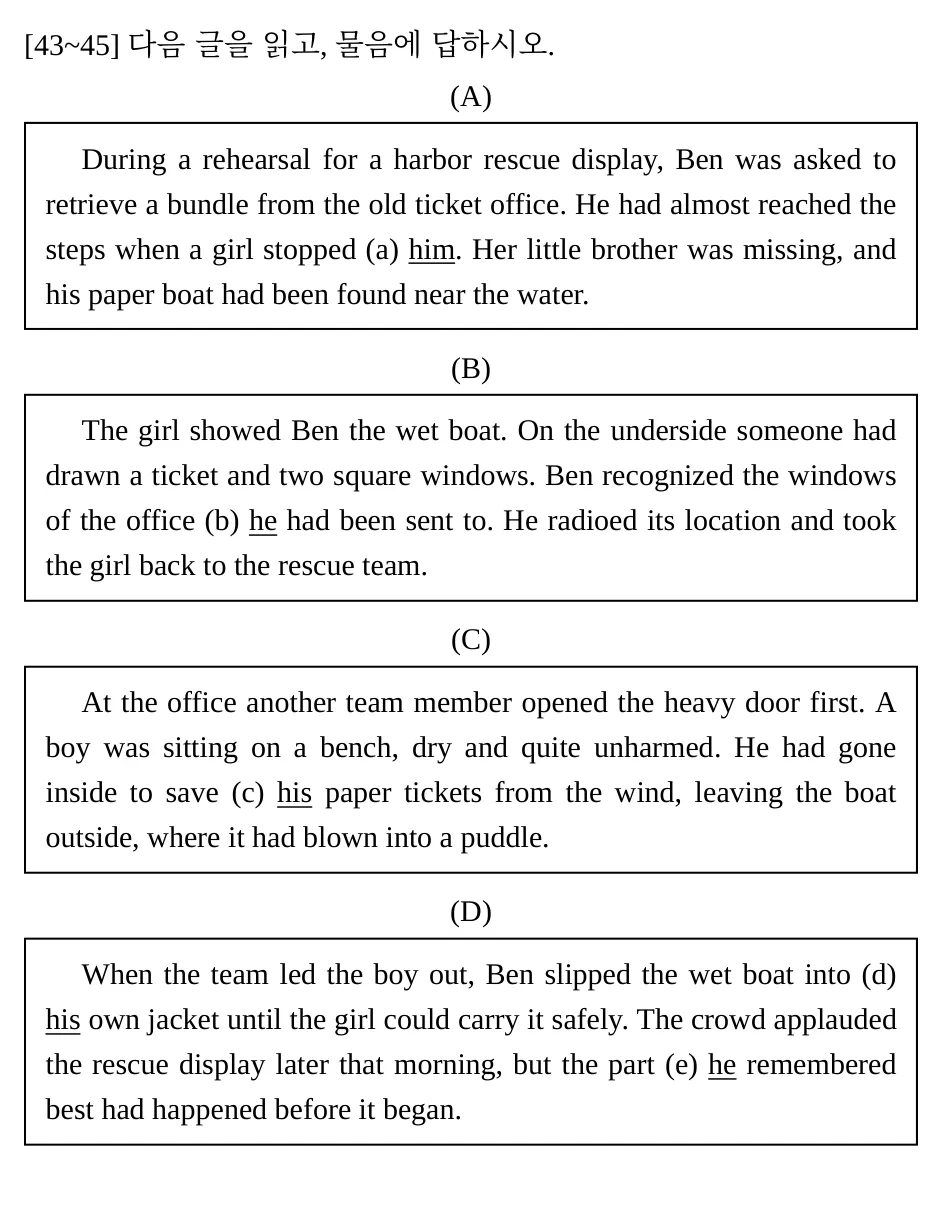 [43~45] 다음 글을 읽고, 물음에 답하시오.
(A)
During a rehearsal for a harbor rescue display, Ben was asked to
retrieve a bundle from the old ticket office. He had almost reached the
steps when a girl stopped (a) him. Her little brother was missing, and
his paper boat had been found near the water.
(B)
The girl showed Ben the wet boat. On the underside someone had
drawn a ticket and two square windows. Ben recognized the windows
of the office (b) he had been sent to. He radioed its location and took
the girl back to the rescue team.
(C)
At the office another team member opened the heavy door first. A
boy was sitting on a bench, dry and quite unharmed. He had gone
inside to save (c) his paper tickets from the wind, leaving the boat
outside, where it had blown into a puddle.
(D)
When the team led the boy out, Ben slipped the wet boat into (d)
his own jacket until the girl could carry it safely. The crowd applauded
the rescue display later that morning, but the part (e) he remembered
best had happened before it began.